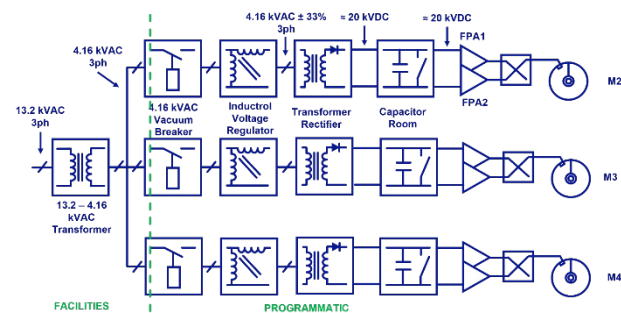 4.16 kVAC ± 33%
3ph
≈ 20 kVDC
≈ 20 kVDC
4.16 kVAC
3ph
FPA1
FPA2
M2
13.2 kVAC
3ph
4.16 kVAC
Vacuum
Breaker
Inductrol
Voltage
Regulator
Transformer
Rectifier
Capacitor
Room
13.2 – 4.16
kVAC
Transformer
M3
M4
FACILITIES
PROGRAMMATIC